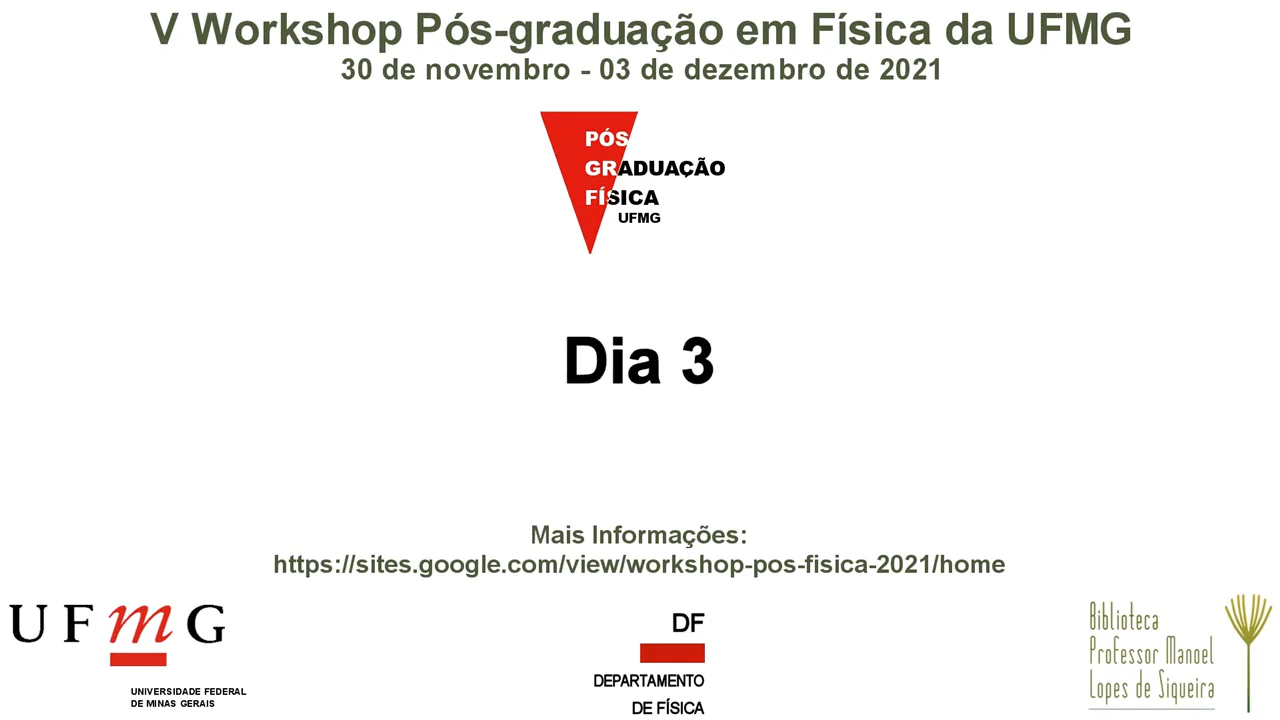 V Workshop Pós-graduação em Física da UFMG
30 de novembro - 03 de dezembro de 2021
PÓS
GRADUAÇÃO
FÍSICA
UFMG
Dia 3
Mais Informações:
https://sites.google.com/view/workshop-pos-fisica-2021/home
UFmG
UNIVERSIDADE FEDERAL
DE MINAS GERAIS
DF
DEPARTAMENTO
DE FÍSICA
Biblioteca
Professor Manoel
Lopes de Siqueira